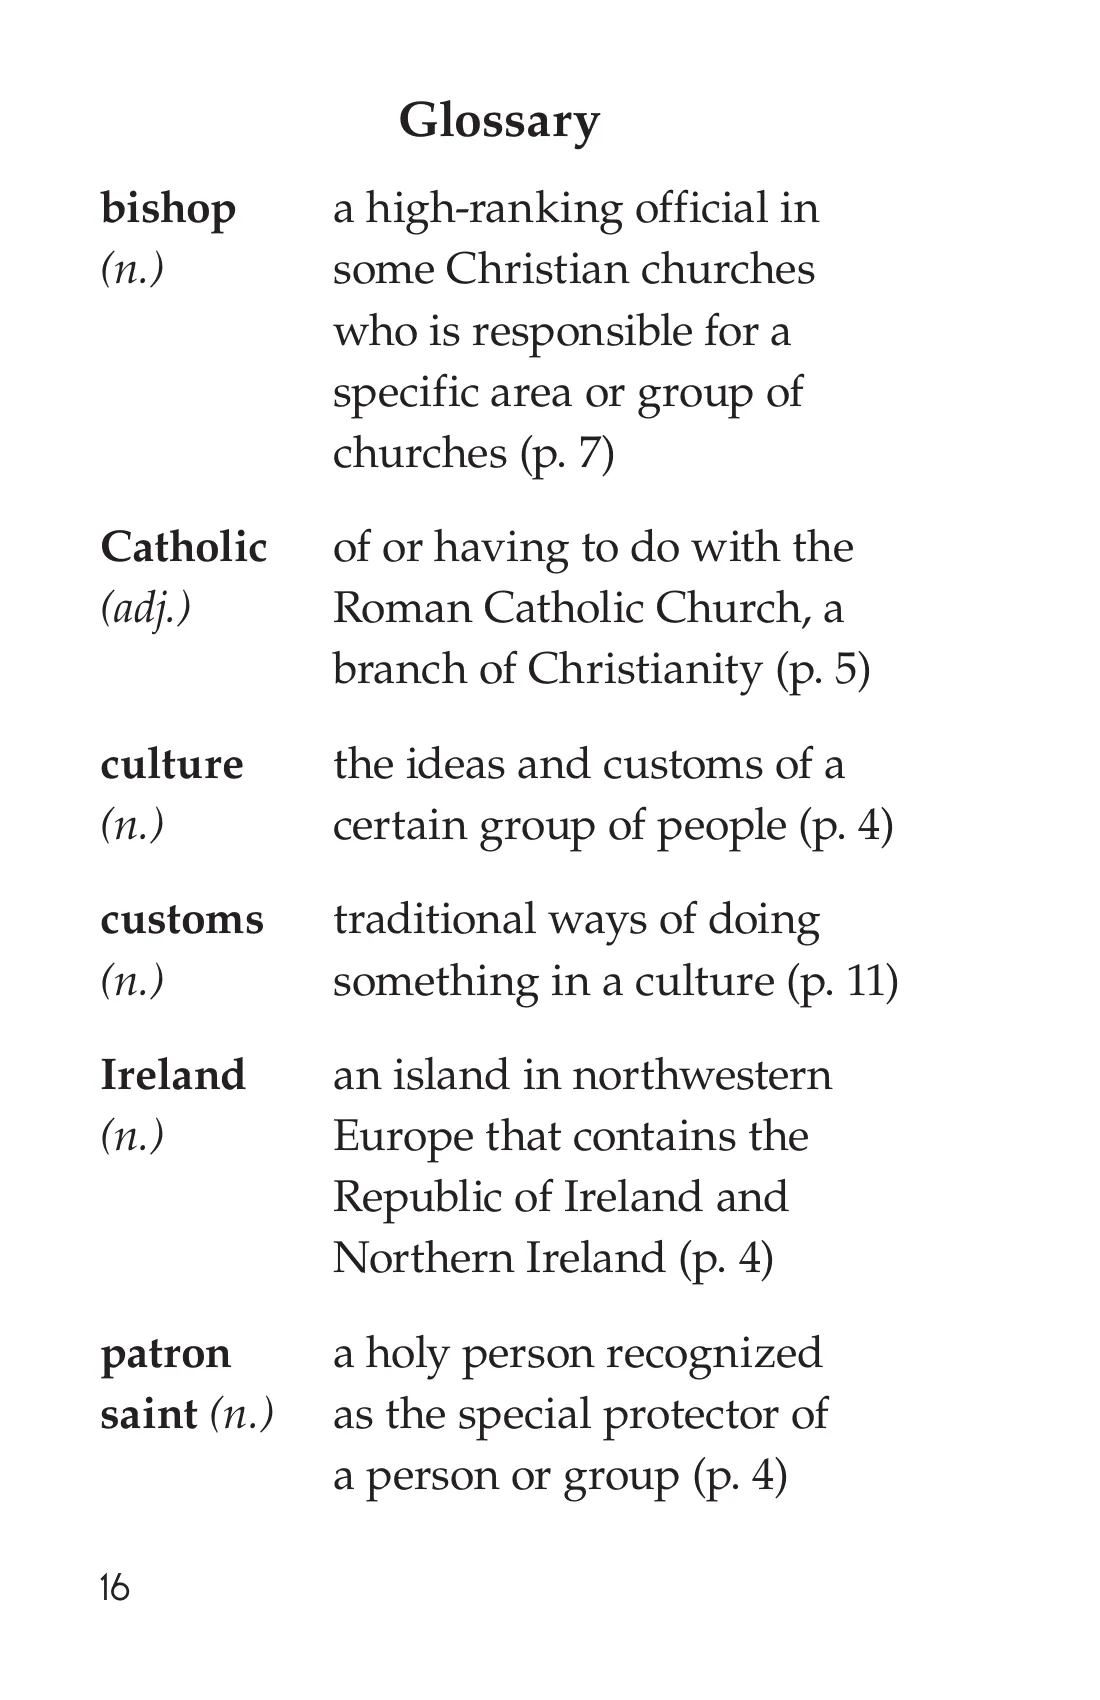 Glossary
bishop a high-ranking official in
(n.) some Christian churches
who is responsible for a
specific area or group of
churches (p. 7)
Catholic of or having to do with the
(adj.) Roman Catholic Church, a
branch of Christianity (p. 5)
culture the ideas and customs of a
(n.) certain group of people (p. 4)
customs traditional ways of doing
(n.) something in a culture (p. 11)
Ireland an island in northwestern
(n.) Europe that contains the
Republic of Ireland and
Northern Ireland (p. 4)
patron a holy person recognized
saint (n.) as the special protector of
a person or group (p. 4)
16